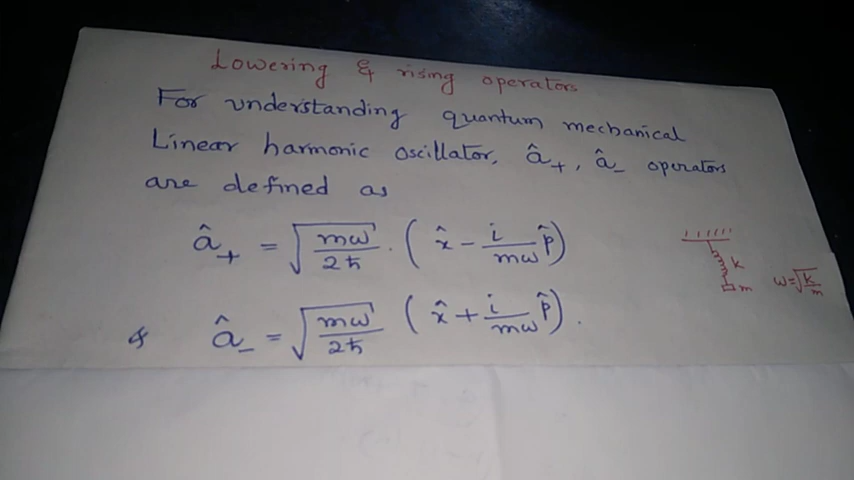 Lowering & rising operators
For understanding quantum mechanical
Linear harmonic oscillator, â₊, â₋ operators
are defined as
â₊ = √(mω/2ħ) · (x̂ − i/mω p̂)
& â₋ = √(mω/2ħ) (x̂ + i/mω p̂).
k
m
ω = √(k/m)